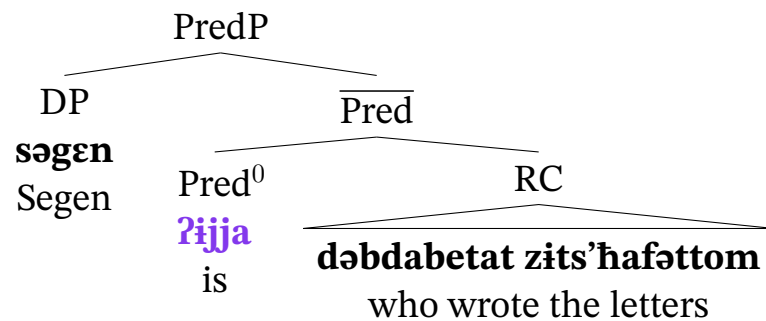 PredP
DP
səgɛn
Segen
Pred
Pred⁰
ʔɨjja
is
RC
dəbdabetat zɨts'ħafəttom
who wrote the letters